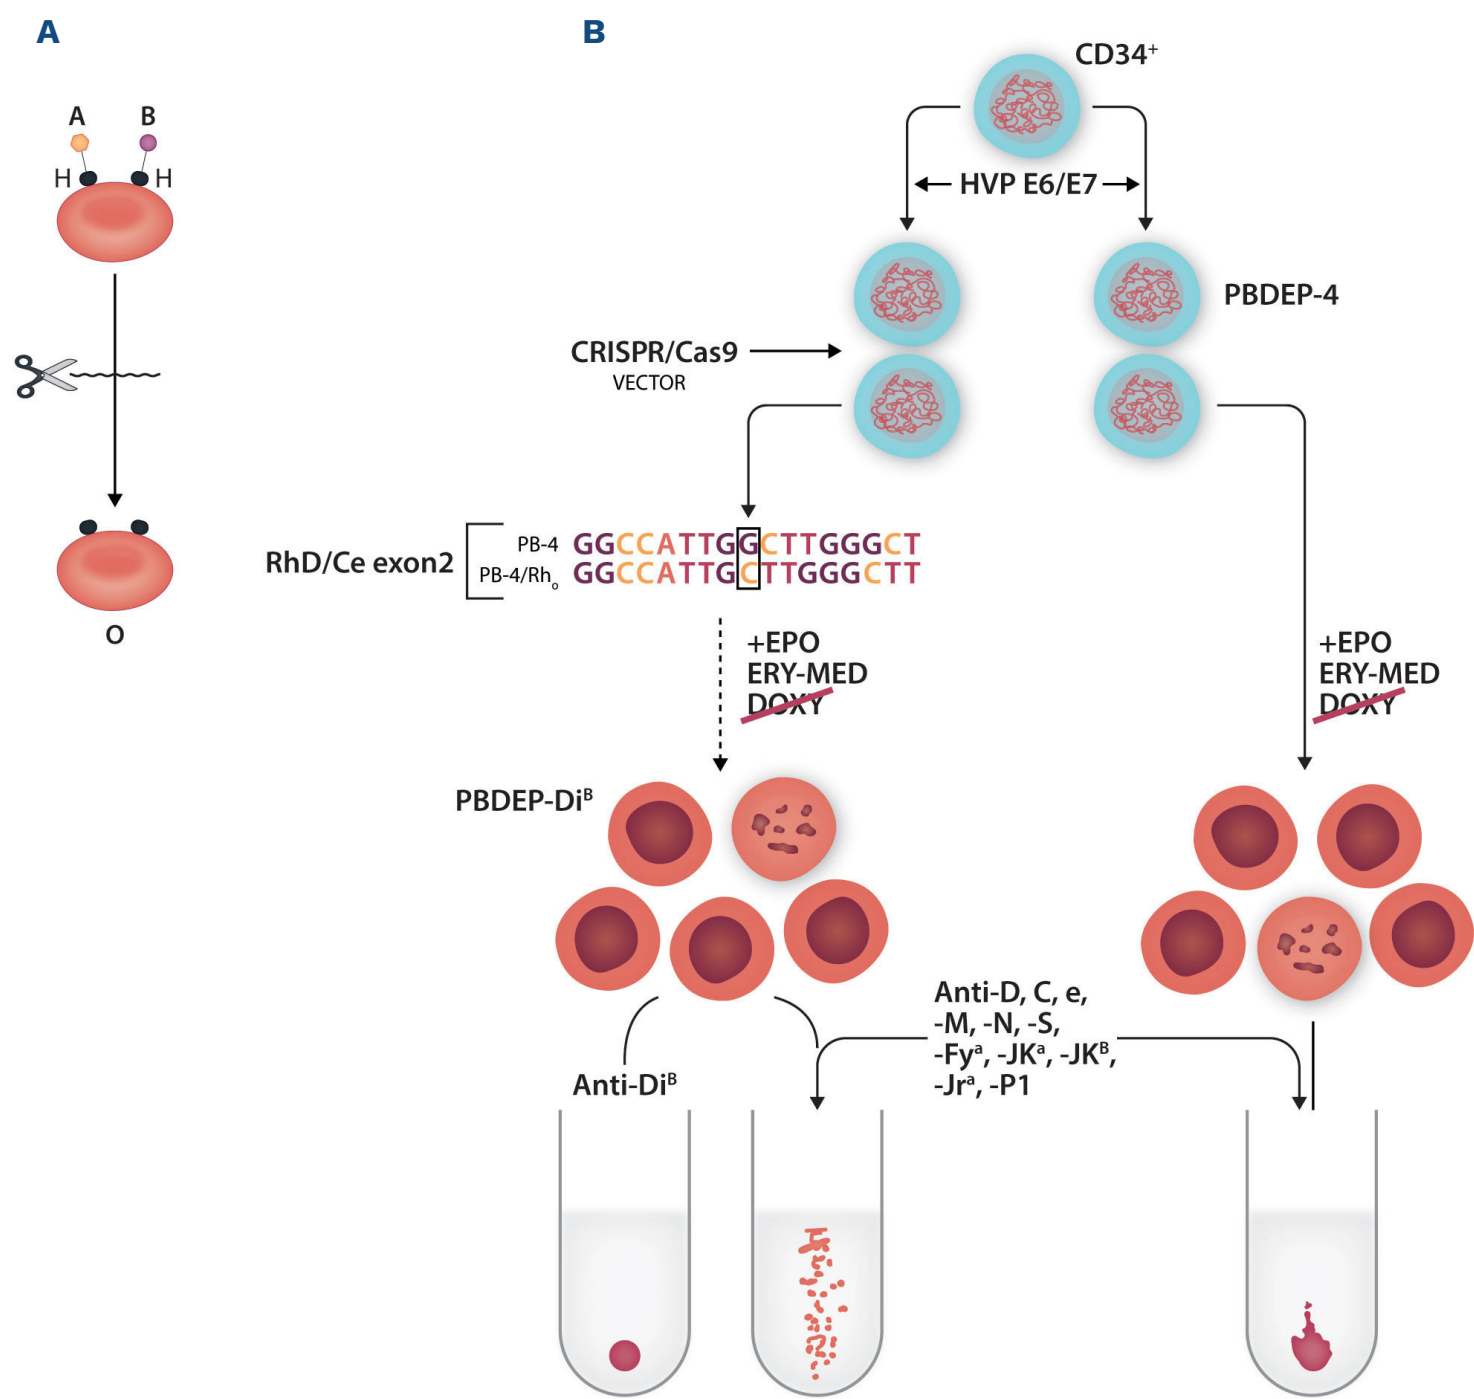 A
B
A B
H H
O
CD34⁺
HVP E6/E7
PBDEP-4
CRISPR/Cas9
VECTOR
RhD/Ce exon2
PB-4 GGCCATTGGCTTGGGCT
PB-4/Rhₒ GGCCATTGCTTGGGCTT
+EPO
ERY-MED
DOXY
+EPO
ERY-MED
DOXY
PBDEP-Diᴮ
Anti-D, C, e,
-M, -N, -S,
-Fyᵃ, -JKᵃ, -JKᴮ,
-Jrᵃ, -P1
Anti-Diᴮ